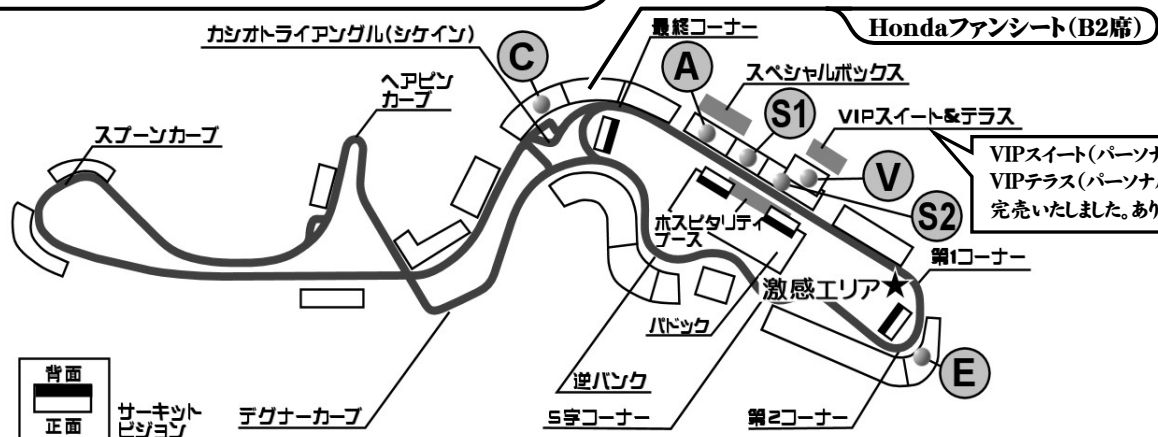 Hondaファンシート(B2席)
カシオトライアングル(シケイン)
最終コーナー
C
A
スペシャルボックス
ヘアピン
カーブ
S1
VIPスイート&テラス
スプーンカーブ
VIPスイート(パーソナ
VIPテラス(パーソナ
完売いたしました。あり
V
S2
ホスピタリティ
ブース
第1コーナー
激感エリア★
パドック
E
背面
正面
サーキット
ビジョン
逆バンク
デグナーカーブ
S字コーナー
第2コーナー